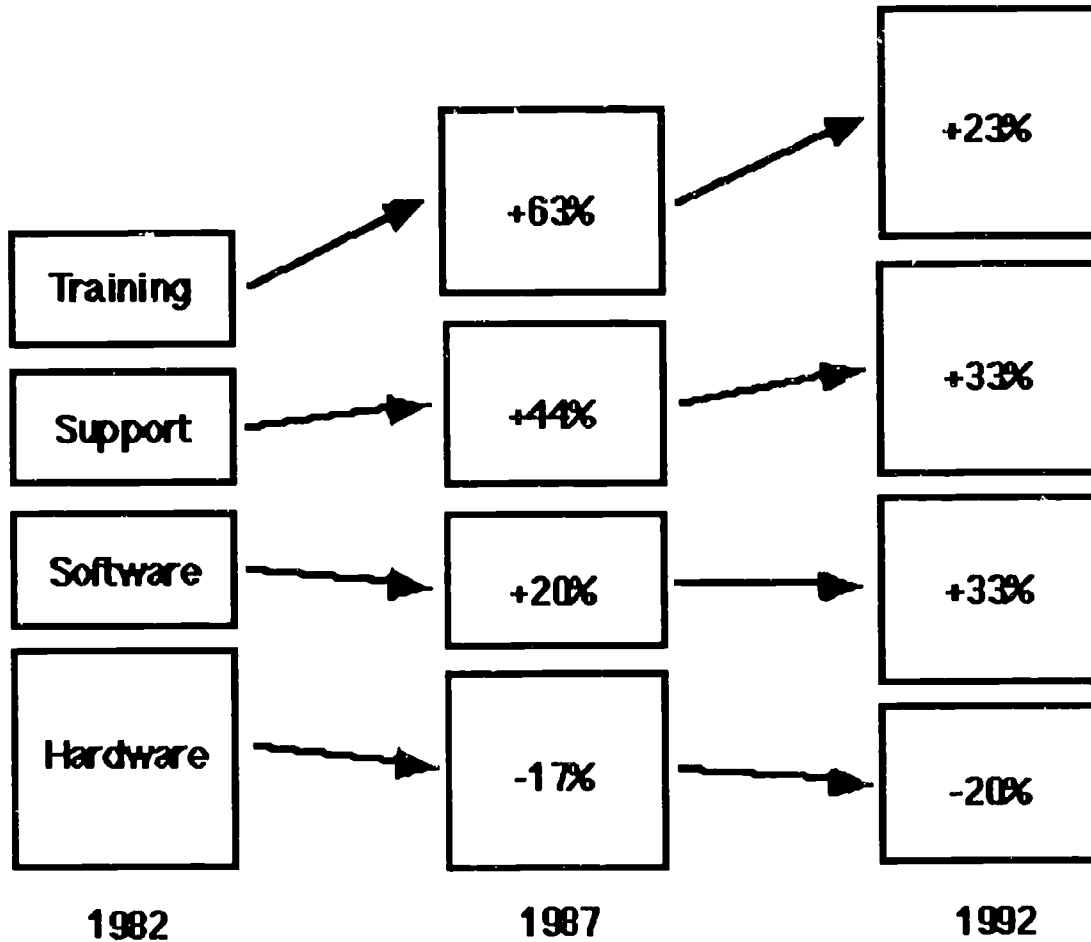 Training
Support
Software
Hardware
1982
+63%
+44%
+20%
-17%
1987
+23%
+33%
+33%
-20%
1992